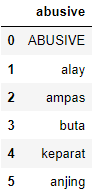 abusive
0 ABUSIVE
1 alay
2 ampas
3 buta
4 keparat
5 anjing